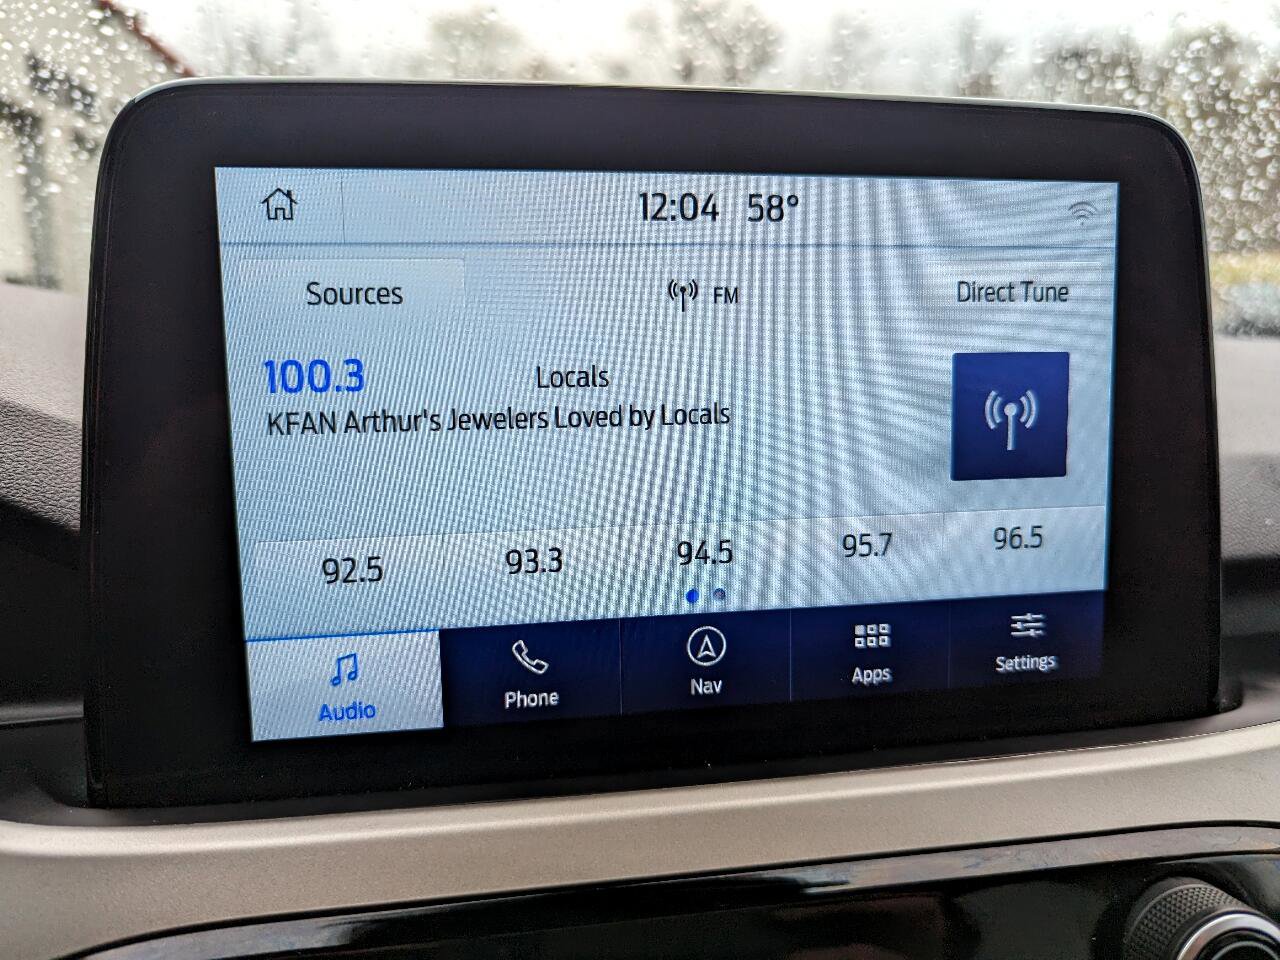 12:04 58°
Sources FM Direct Tune
100.3 Locals
KFAN Arthur's Jewelers Loved by Locals
92.5 93.3 94.5 95.7 96.5
Audio Phone Nav Apps Settings